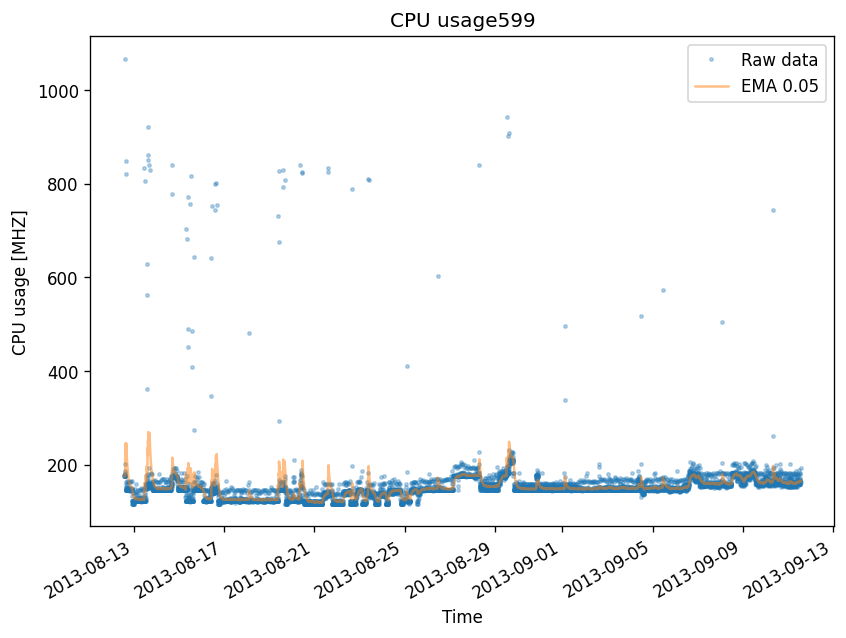 CPU usage599
Raw data
EMA 0.05
CPU usage [MHZ]
1000
800
600
400
200
2013-08-13
2013-08-17
2013-08-21
2013-08-25
2013-08-29
2013-09-01
2013-09-05
2013-09-09
2013-09-13
Time